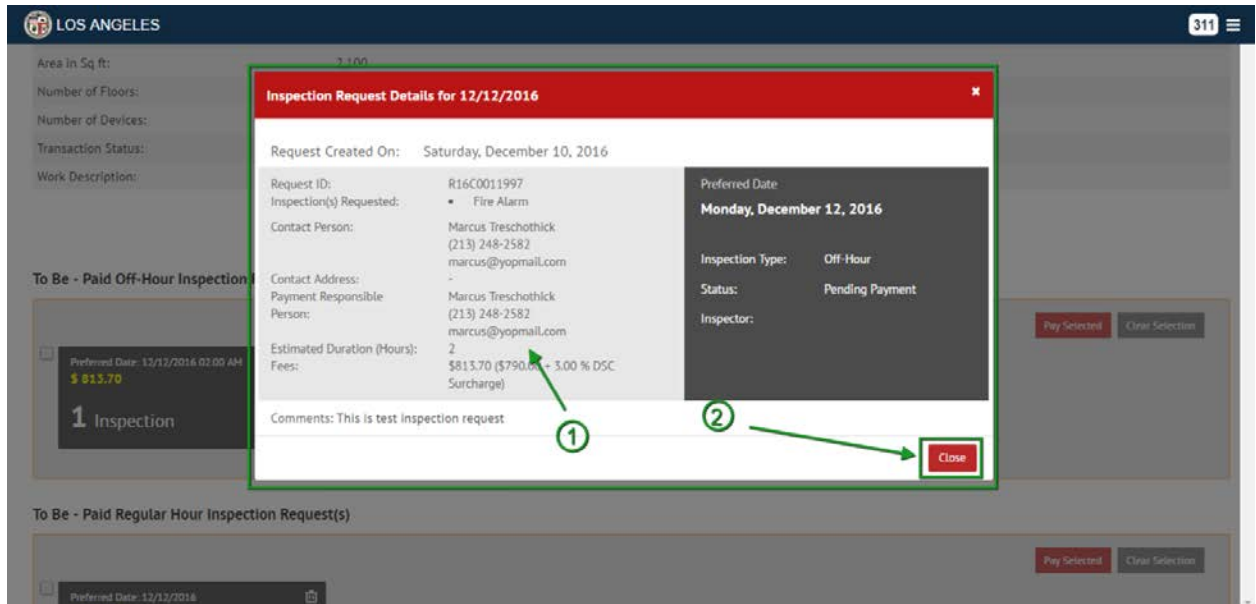 LOS ANGELES
311
Area in Sq ft: 2,100
Number of Floors:
Number of Devices:
Transaction Status:
Work Description:
Inspection Request Details for 12/12/2016
Request Created On: Saturday, December 10, 2016
Request ID: R16C0011997
Inspection(s) Requested: • Fire Alarm
Contact Person: Marcus Treschothick
(213) 248-2582
marcus@yopmail.com
Contact Address: -
Payment Responsible Marcus Treschothick
Person: (213) 248-2582
marcus@yopmail.com
Estimated Duration (Hours): 2
Fees: $813.70 ($790.00 + 3.00 % DSC
Surcharge)
Preferred Date
Monday, December 12, 2016
Inspection Type: Off-Hour
Status: Pending Payment
Inspector:
Comments: This is test inspection request
1
2
Close
To Be - Paid Off-Hour Inspection
Pay Selected Clear Selection
Preferred Date: 12/12/2016 02:00 AM
$ 813.70
1 Inspection
To Be - Paid Regular Hour Inspection Request(s)
Pay Selected Clear Selection
Preferred Date: 12/12/2016